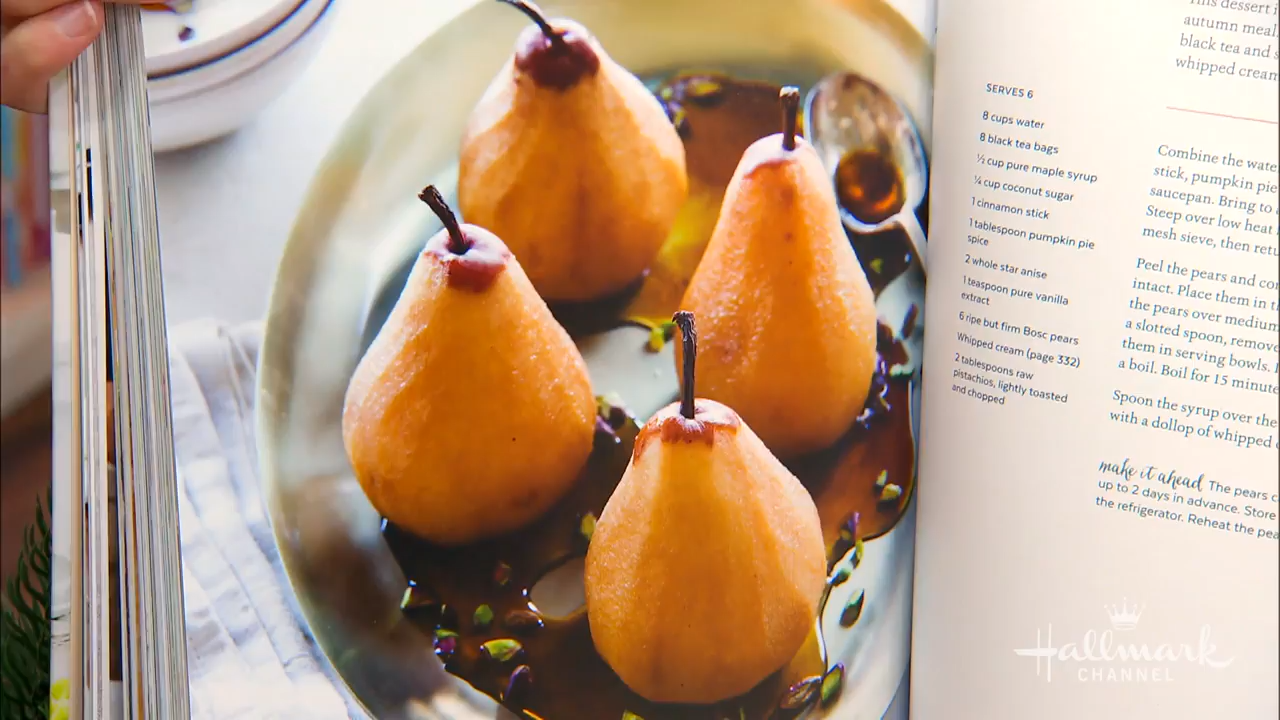 SERVES 6
8 cups water
8 black tea bags
½ cup pure maple syrup
¼ cup coconut sugar
1 cinnamon stick
1 tablespoon pumpkin pie
spice
2 whole star anise
1 teaspoon pure vanilla
extract
6 ripe but firm Bosc pears
Whipped cream (page 332)
2 tablespoons raw
pistachios, lightly toasted
and chopped
This dessert i
autumn meal.
black tea and
whipped cream
Combine the wate
stick, pumpkin pie
saucepan. Bring to
Steep over low heat
mesh sieve, then retu
Peel the pears and co
intact. Place them in t
the pears over medium
a slotted spoon, remove
them in serving bowls.
a boil. Boil for 15 minute
Spoon the syrup over the
with a dollop of whipped
make it ahead The pears c
up to 2 days in advance. Store
the refrigerator. Reheat the pea
Hallmark
CHANNEL